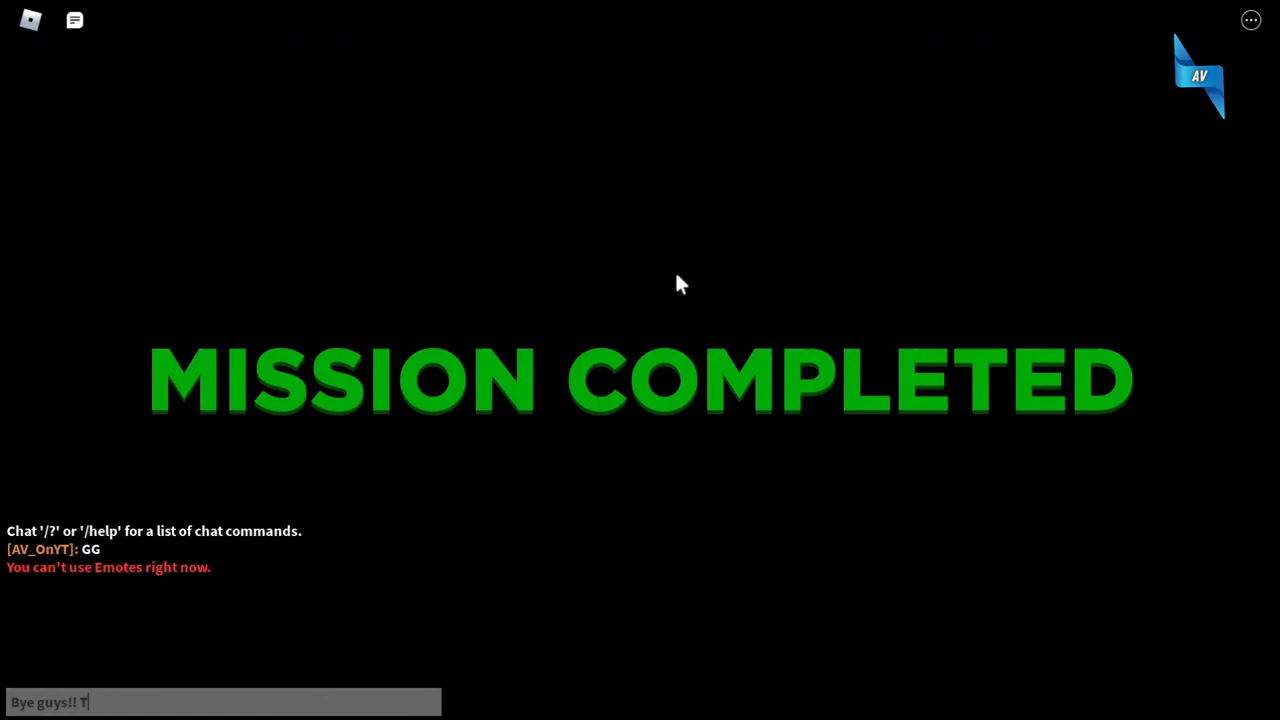 AV
MISSION COMPLETED
Chat '/?' or '/help' for a list of chat commands.
[AV_OnYT]: GG
You can't use Emotes right now.
Bye guys!! T